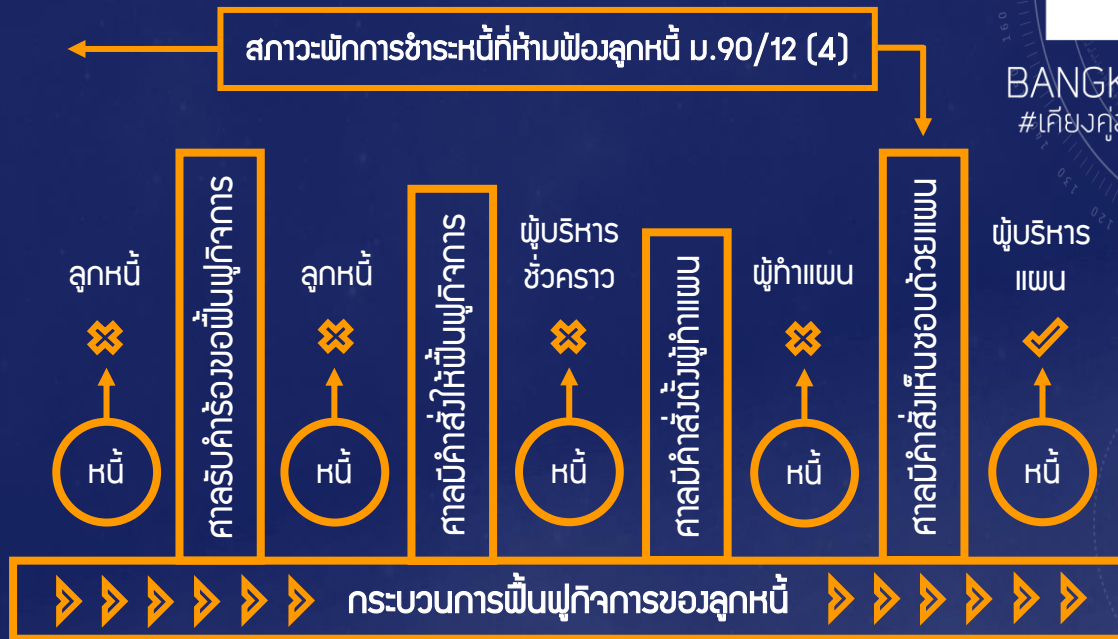 สภาวะพักการชำระหนี้ที่ห้ามฟ้องลูกหนี้ ม.90/12 (4)
BANGK
#เคียงคู่
ลูกหนี้
หนี้
ศาลรับคำร้องขอฟื้นฟูกิจการ
ลูกหนี้
หนี้
ศาลมีคำสั่งให้ฟื้นฟูกิจการ
ผู้บริหาร
ชั่วคราว
หนี้
ศาลมีคำสั่งตั้งผู้ทำแผน
ผู้ทำแผน
หนี้
ศาลมีคำสั่งเห็นชอบด้วยแผน
ผู้บริหาร
แผน
หนี้
กระบวนการฟื้นฟูกิจการของลูกหนี้
160
130
120